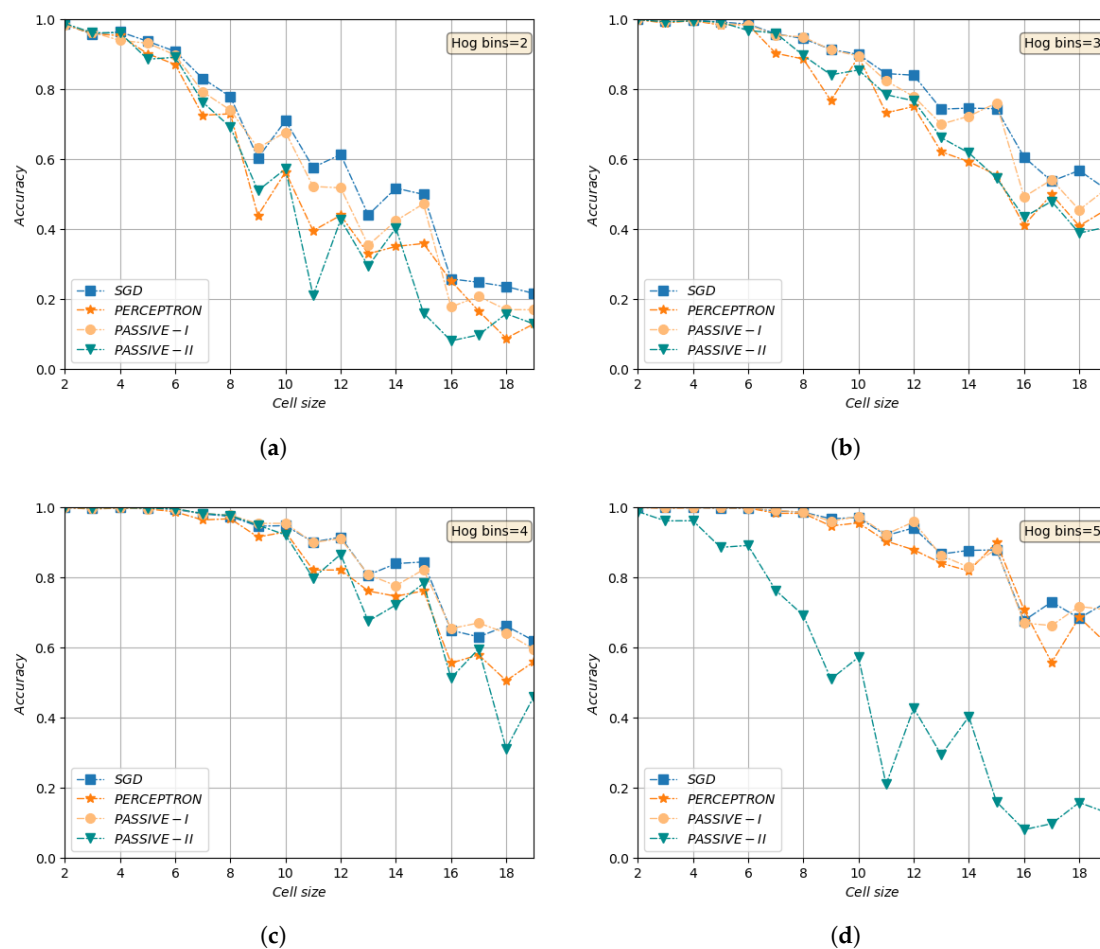 1.0
0.8
0.6
0.4
0.2
0.0
Accuracy
Hog bins=2
SGD
PERCEPTRON
PASSIVE-I
PASSIVE-II
2 4 6 8 10 12 14 16 18
Cell size
(a)
1.0
0.8
0.6
0.4
0.2
0.0
Accuracy
Hog bins=3
SGD
PERCEPTRON
PASSIVE-I
PASSIVE-II
2 4 6 8 10 12 14 16 18
Cell size
(b)
1.0
0.8
0.6
0.4
0.2
0.0
Accuracy
Hog bins=4
SGD
PERCEPTRON
PASSIVE-I
PASSIVE-II
2 4 6 8 10 12 14 16 18
Cell size
(c)
1.0
0.8
0.6
0.4
0.2
0.0
Accuracy
Hog bins=5
SGD
PERCEPTRON
PASSIVE-I
PASSIVE-II
2 4 6 8 10 12 14 16 18
Cell size
(d)